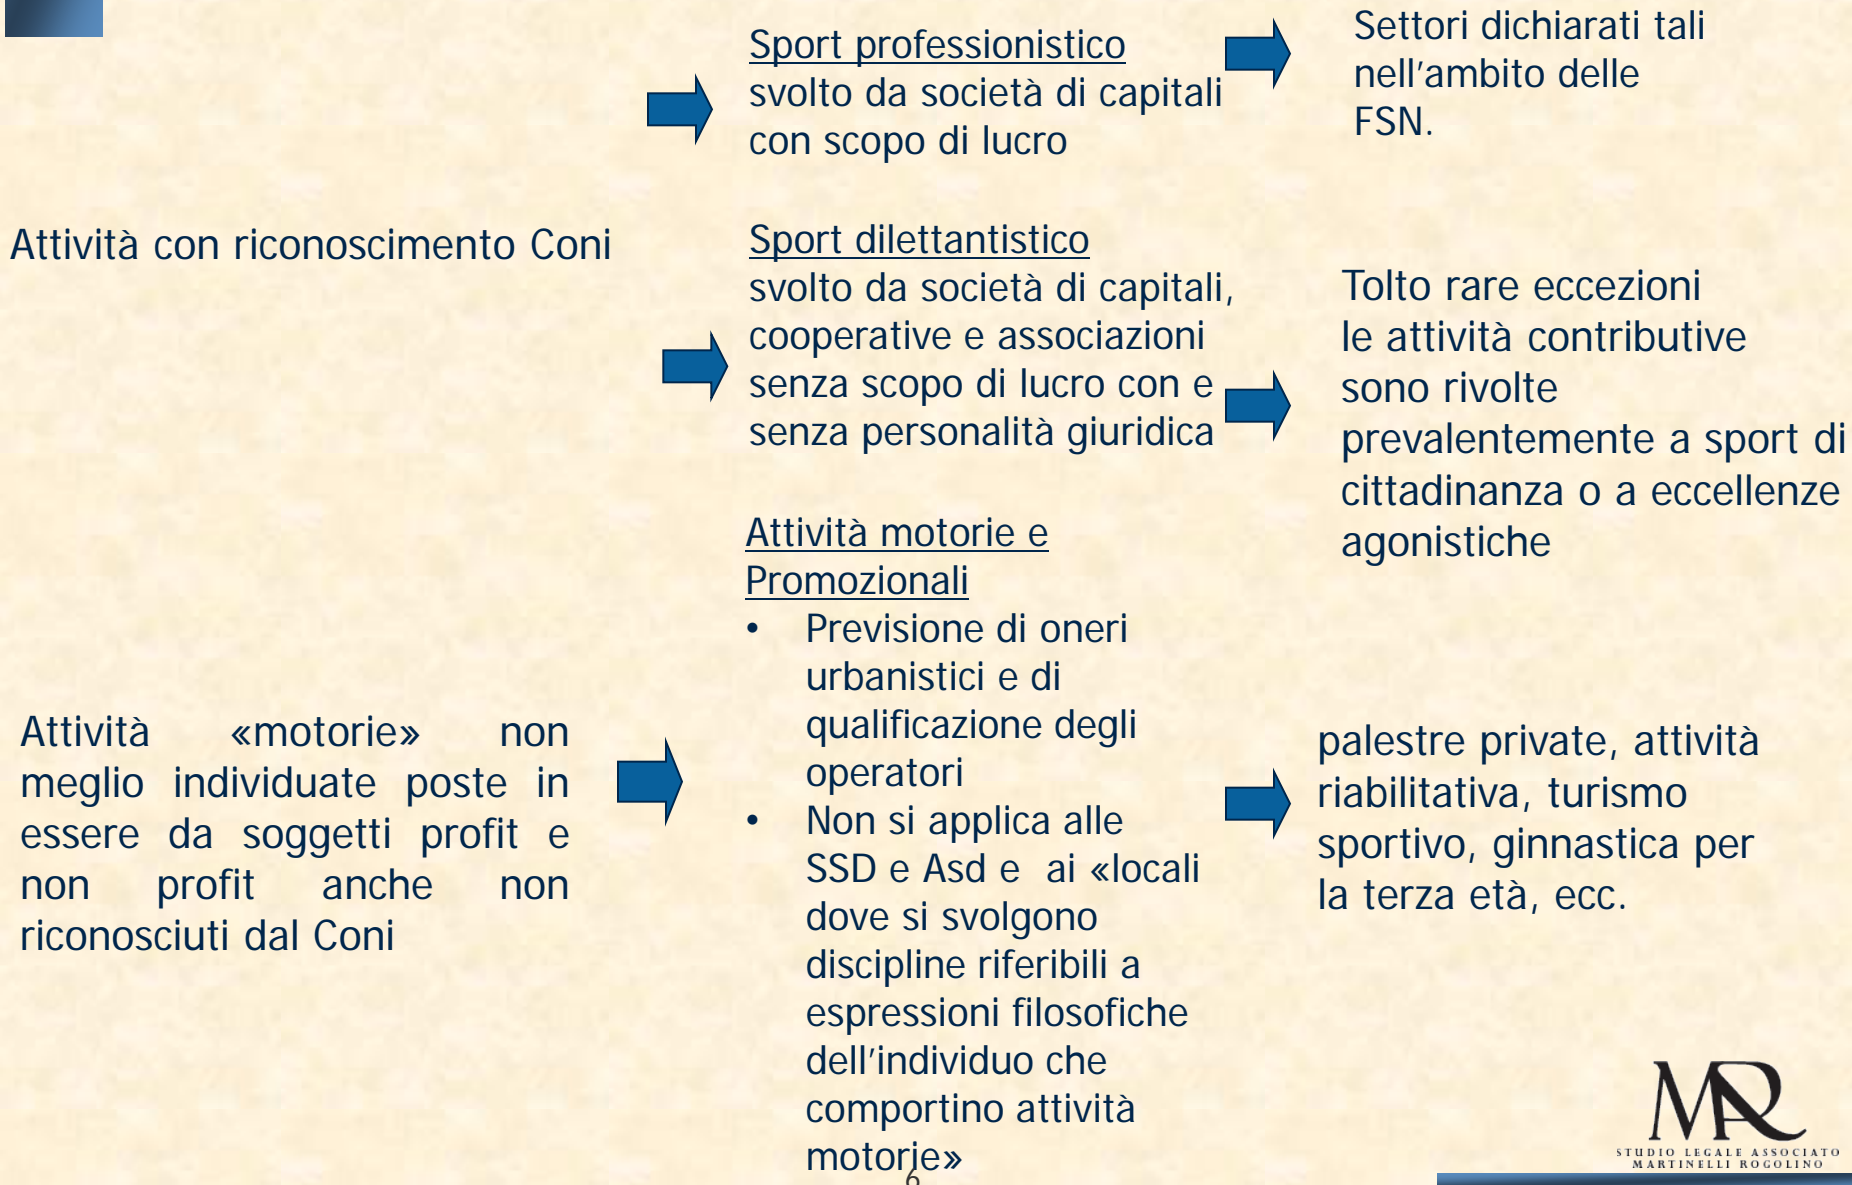 Sport professionistico
svolto da società di capitali
con scopo di lucro
Settori dichiarati tali
nell'ambito delle
FSN.
Attività con riconoscimento Coni
Sport dilettantistico
svolto da società di capitali,
cooperative e associazioni
senza scopo di lucro con e
senza personalità giuridica
Tolto rare eccezioni
le attività contributive
sono rivolte
prevalentemente a sport di
cittadinanza o a eccellenze
agonistiche
Attività «motorie» non
meglio individuate poste in
essere da soggetti profit e
non profit anche non
riconosciuti dal Coni
Attività motorie e
Promozionali
• Previsione di oneri
urbanistici e di
qualificazione degli
operatori
• Non si applica alle
SSD e Asd e ai «locali
dove si svolgono
discipline riferibili a
espressioni filosofiche
dell'individuo che
comportino attività
motorie»
palestre private, attività
riabilitativa, turismo
sportivo, ginnastica per
la terza età, ecc.
6
MR
STUDIO LEGALE ASSOCIATO
MARTINELLI ROGOLINO